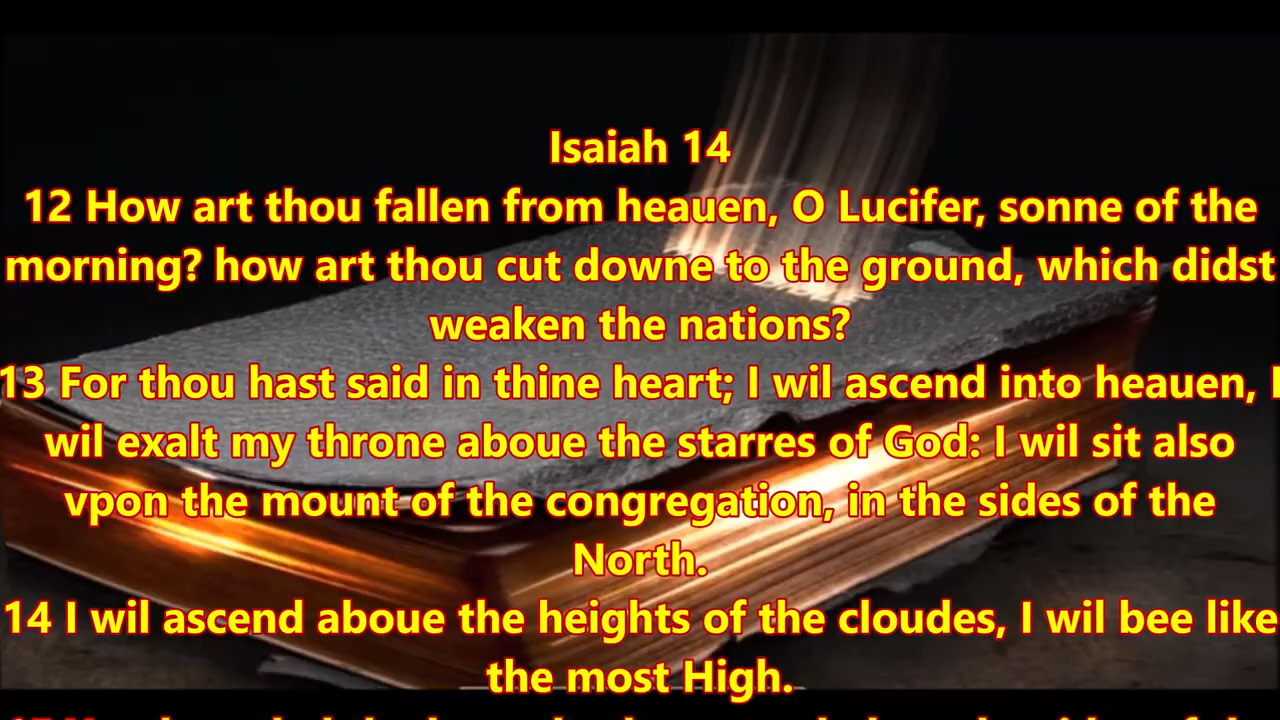 Isaiah 14
12 How art thou fallen from heauen, O Lucifer, sonne of the
morning? how art thou cut downe to the ground, which didst
weaken the nations?
13 For thou hast said in thine heart; I wil ascend into heauen, I
wil exalt my throne aboue the starres of God: I wil sit also
vpon the mount of the congregation, in the sides of the
North.
14 I wil ascend aboue the heights of the cloudes, I wil bee like
the most High.